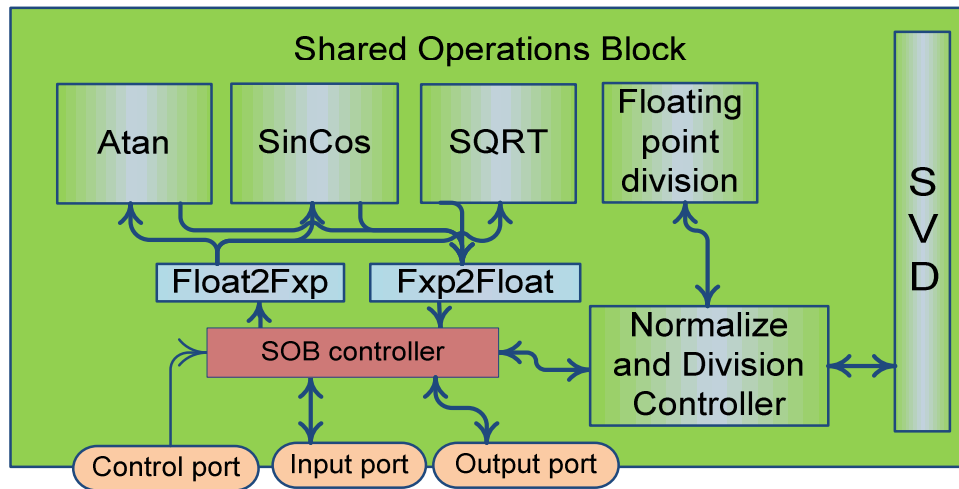 Shared Operations Block
Atan
SinCos
SQRT
Floating
point
division
S
V
D
Float2Fxp
Fxp2Float
SOB controller
Normalize
and Division
Controller
Control port
Input port
Output port